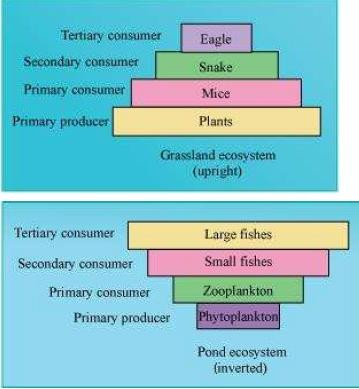 Tertiary consumer Eagle
Secondary consumer Snake
Primary consumer Mice
Primary producer Plants
Grassland ecosystem
(upright)
Tertiary consumer Large fishes
Secondary consumer Small fishes
Primary consumer Zooplankton
Primary producer Phytoplankton
Pond ecosystem
(inverted)